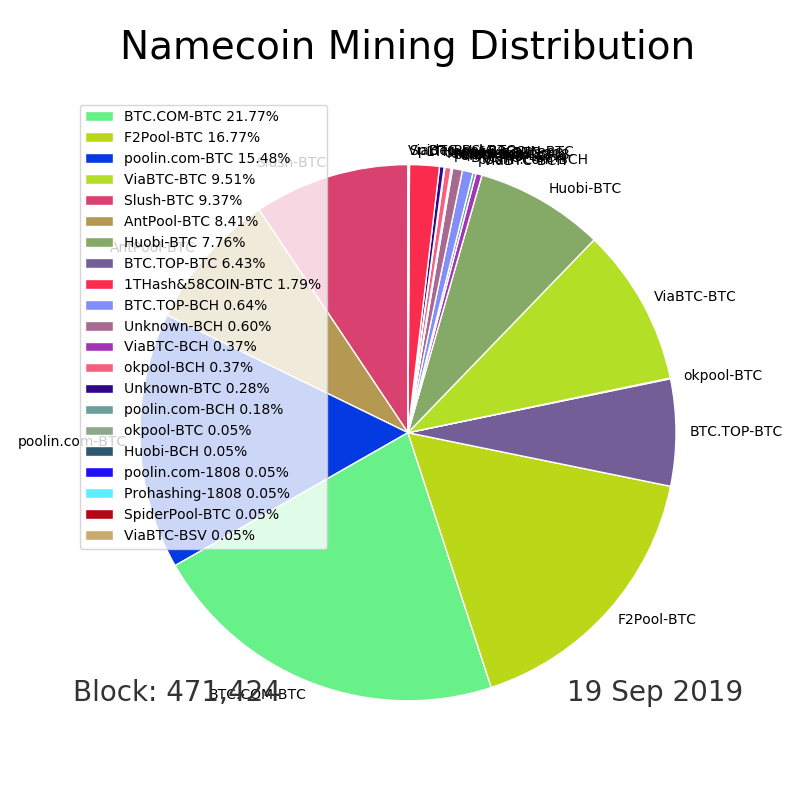 Namecoin Mining Distribution
BTC.COM-BTC 21.77%
F2Pool-BTC 16.77%
poolin.com-BTC 15.48%
ViaBTC-BTC 9.51%
Slush-BTC 9.37%
AntPool-BTC 8.41%
Huobi-BTC 7.76%
BTC.TOP-BTC 6.43%
1THash&58COIN-BTC 1.79%
BTC.TOP-BCH 0.64%
Unknown-BCH 0.60%
ViaBTC-BCH 0.37%
okpool-BCH 0.37%
Unknown-BTC 0.28%
poolin.com-BCH 0.18%
okpool-BTC 0.05%
Huobi-BCH 0.05%
poolin.com-1808 0.05%
Prohashing-1808 0.05%
SpiderPool-BTC 0.05%
ViaBTC-BSV 0.05%
Slush-BTC
AntPool-BTC
poolin.com-BTC
BTC.COM-BTC
Huobi-BTC
ViaBTC-BTC
okpool-BTC
BTC.TOP-BTC
F2Pool-BTC
Block: 471,424
19 Sep 2019